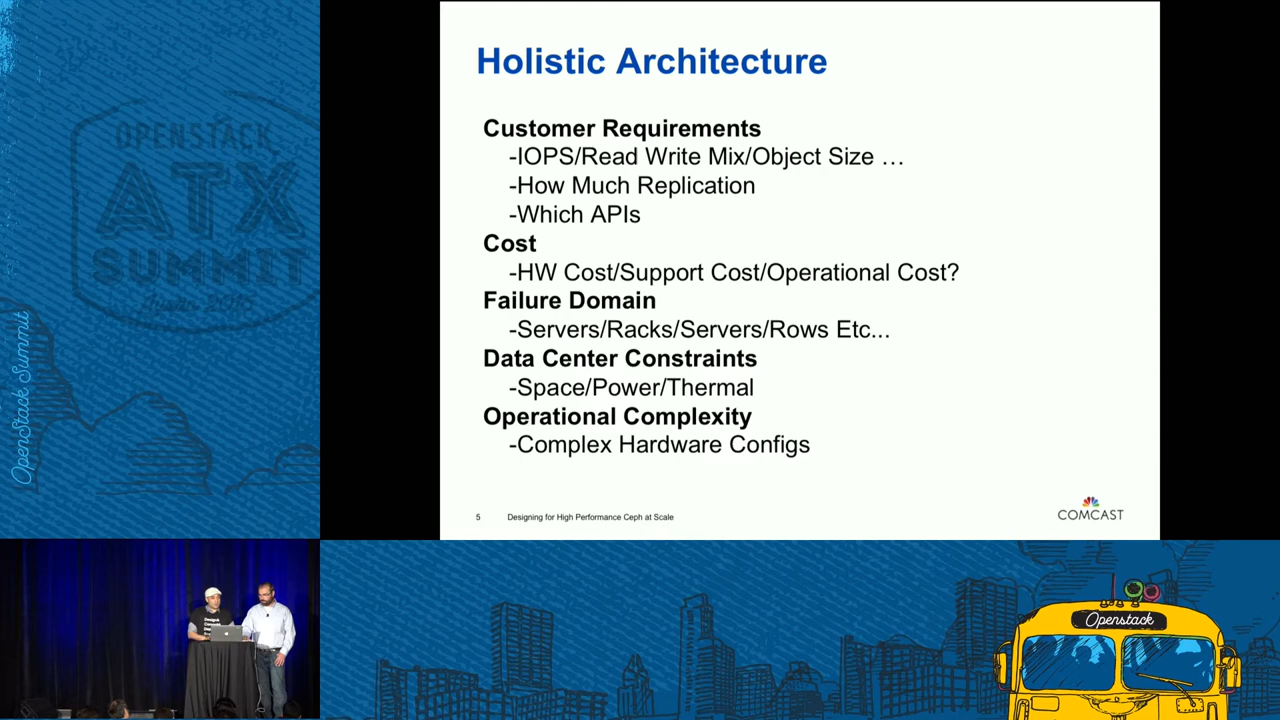 OPENSTACK
ATX
SUMMIT
OpenStack Summit
Holistic Architecture
Customer Requirements
-IOPS/Read Write Mix/Object Size …
-How Much Replication
-Which APIs
Cost
-HW Cost/Support Cost/Operational Cost?
Failure Domain
-Servers/Racks/Servers/Rows Etc...
Data Center Constraints
-Space/Power/Thermal
Operational Complexity
-Complex Hardware Configs
5 Designing for High Performance Ceph at Scale
COMCAST
Openstack